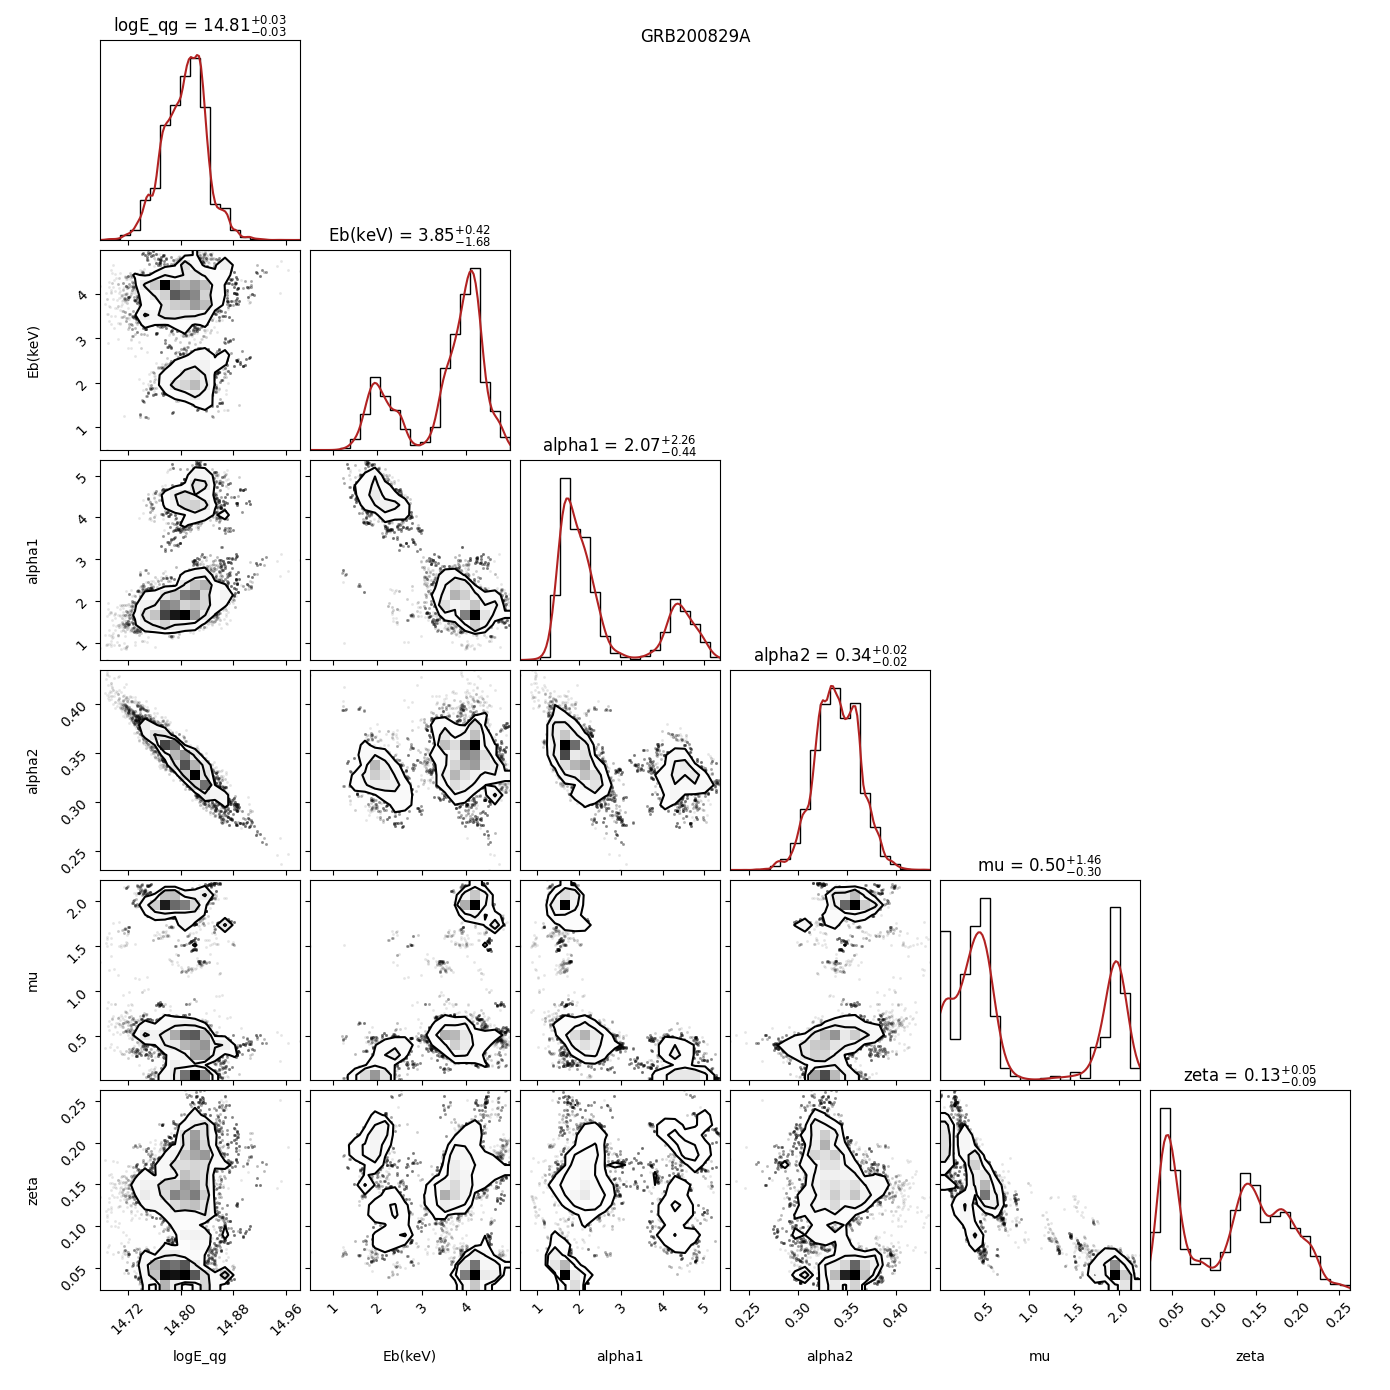 logE_qg = 14.81+0.03−0.03
GRB200829A
Eb(keV) = 3.85+0.42−1.68
Eb(keV)
4
3
2
1
alpha1 = 2.07+2.26−0.44
alpha1
5
4
3
2
1
alpha2 = 0.34+0.02−0.02
alpha2
0.40
0.35
0.30
0.25
mu = 0.50+1.46−0.30
mu
2.0
1.5
1.0
0.5
zeta = 0.13+0.05−0.09
zeta
0.25
0.20
0.15
0.10
0.05
14.72 14.80 14.88 14.96 1 2 3 4 1 2 3 4 5 0.25 0.30 0.35 0.40 0.5 1.0 1.5 2.0 0.05 0.10 0.15 0.20 0.25
logE_qg Eb(keV) alpha1 alpha2 mu zeta